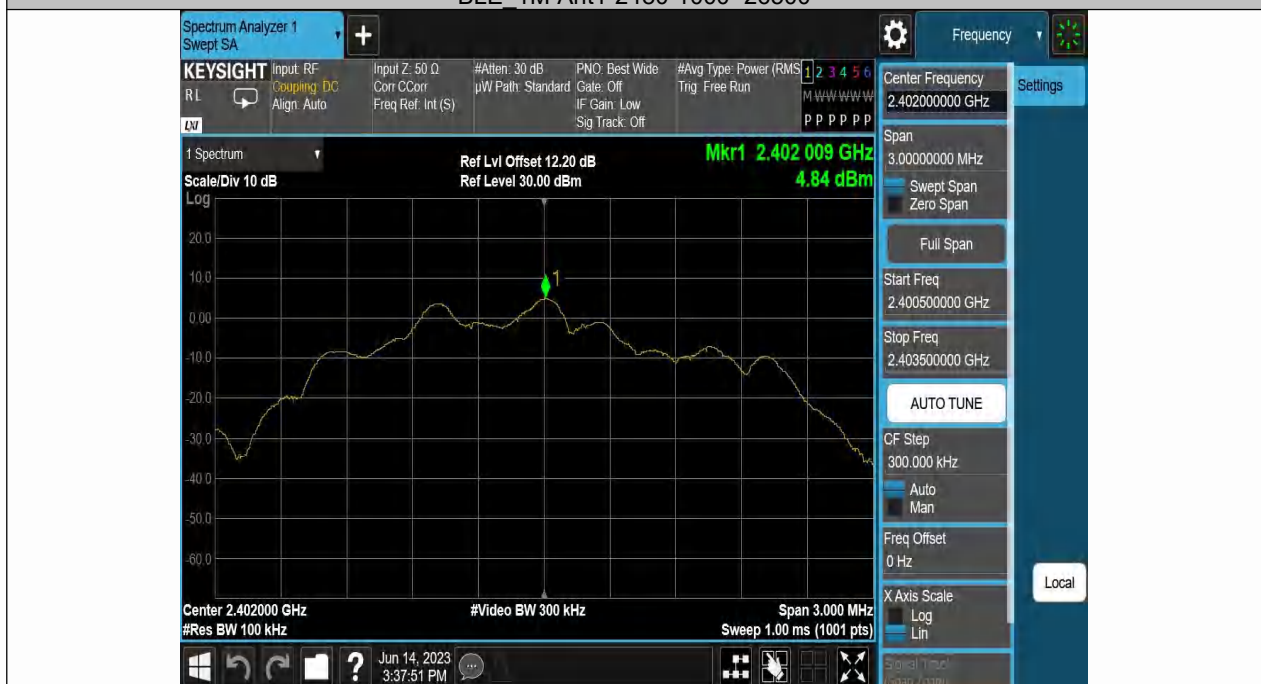 Spectrum Analyzer 1
Swept SA
+
Frequency
KEYSIGHT
RL
LXI
Input: RF
Coupling: DC
Align: Auto
Input Z: 50 Ω
Corr CCorr
Freq Ref: Int (S)
#Atten: 30 dB
µW Path: Standard
PNO: Best Wide
Gate: Off
IF Gain: Low
Sig Track: Off
#Avg Type: Power (RMS
Trig: Free Run
1 2 3 4 5 6
M W W W W W
P P P P P P
1 Spectrum
Scale/Div 10 dB
Ref Lvl Offset 12.20 dB
Ref Level 30.00 dBm
Mkr1 2.402 009 GHz
4.84 dBm
Log
20.0
10.0
0.00
-10.0
-20.0
-30.0
-40.0
-50.0
-60.0
1
Center 2.402000 GHz
#Res BW 100 kHz
#Video BW 300 kHz
Span 3.000 MHz
Sweep 1.00 ms (1001 pts)
?
Jun 14, 2023
3:37:51 PM
Center Frequency
2.402000000 GHz
Span
3.00000000 MHz
Swept Span
Zero Span
Full Span
Start Freq
2.400500000 GHz
Stop Freq
2.403500000 GHz
AUTO TUNE
CF Step
300.000 kHz
Auto
Man
Freq Offset
0 Hz
X Axis Scale
Log
Lin
Settings
Local